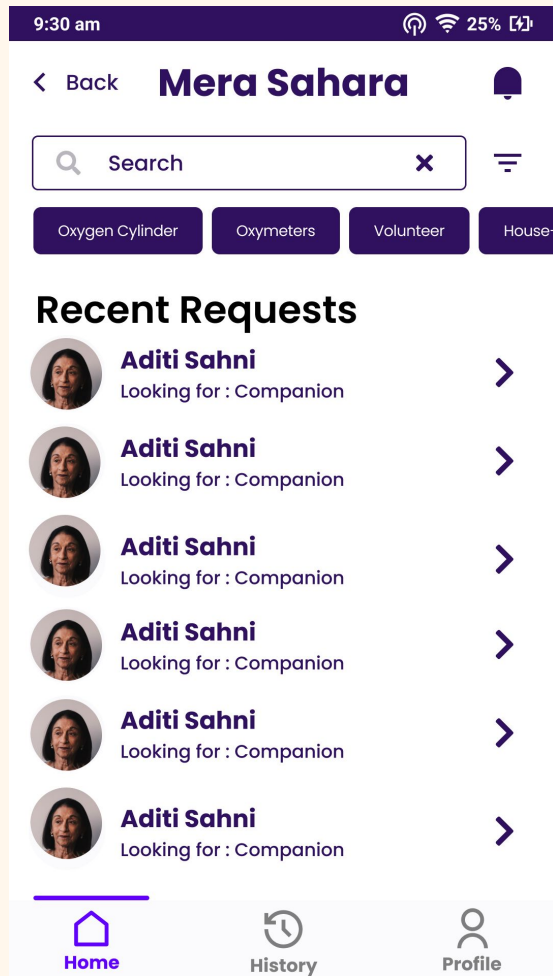 9:30 am 25%
Back Mera Sahara
Search
Oxygen Cylinder Oxymeters Volunteer House-
Recent Requests
Aditi Sahni
Looking for : Companion
Aditi Sahni
Looking for : Companion
Aditi Sahni
Looking for : Companion
Aditi Sahni
Looking for : Companion
Aditi Sahni
Looking for : Companion
Aditi Sahni
Looking for : Companion
Home History Profile